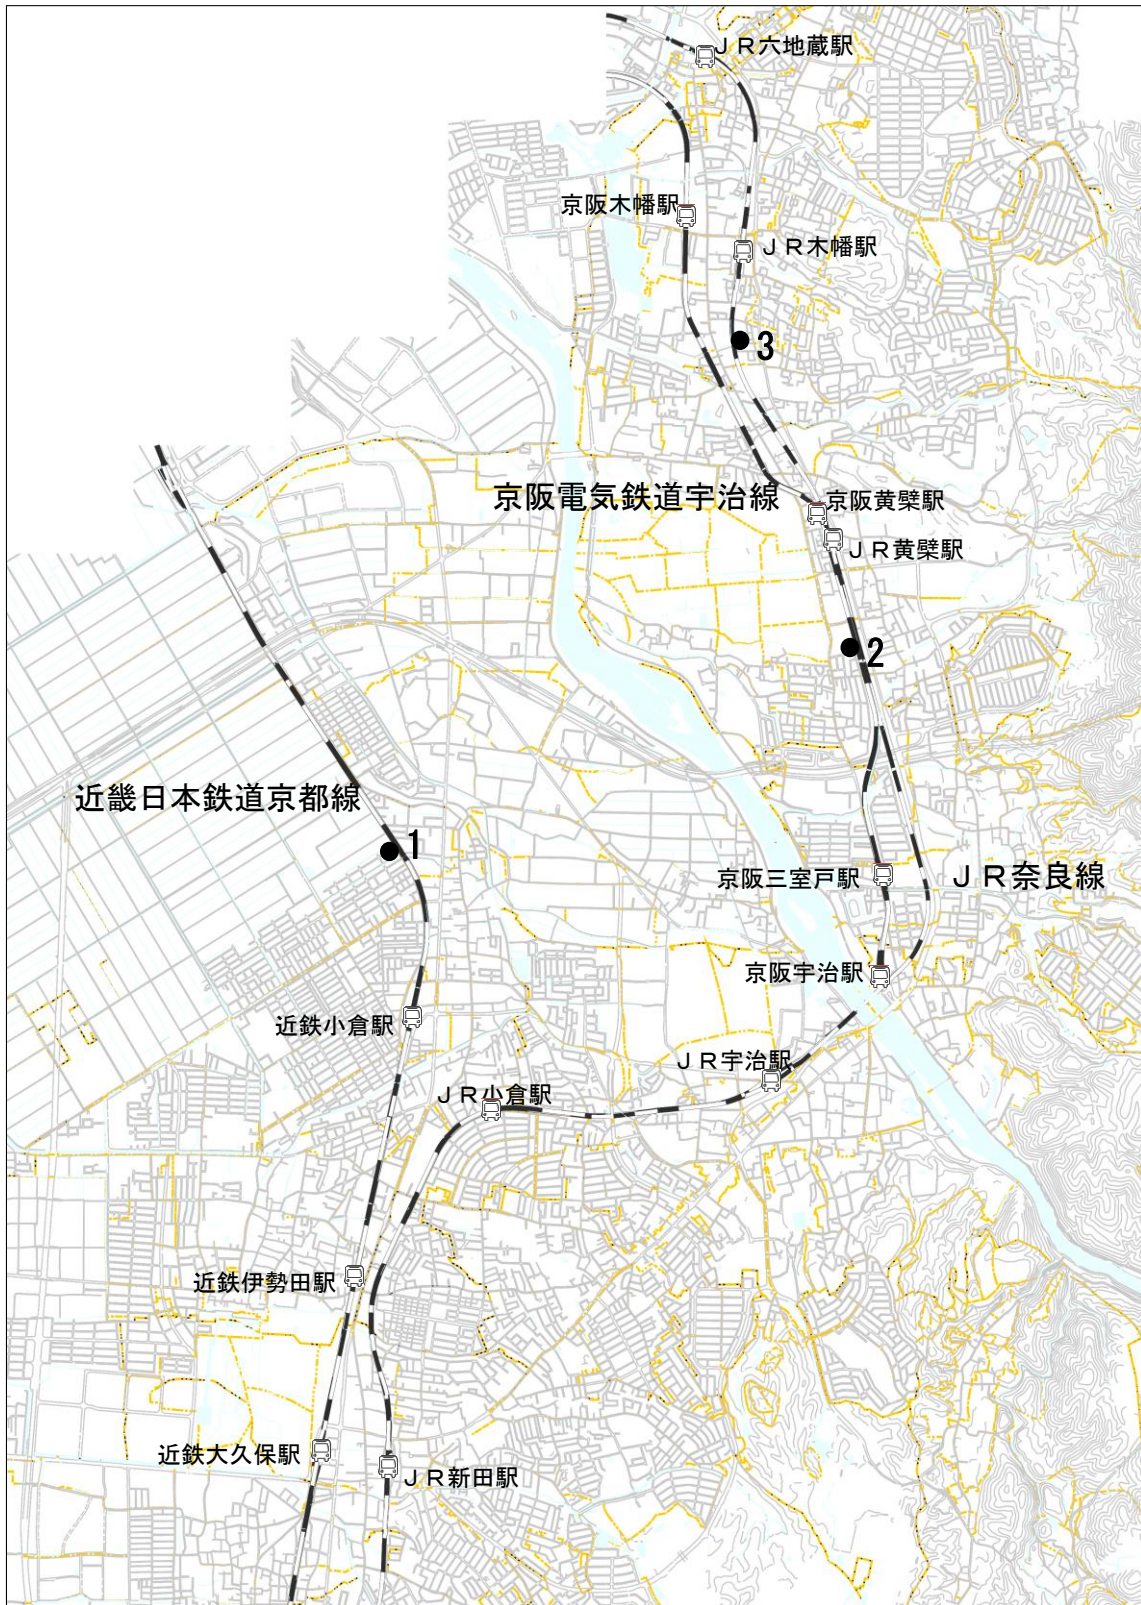 ＪＲ六地蔵駅
京阪木幡駅
ＪＲ木幡駅
3
京阪電気鉄道宇治線
京阪黄檗駅
ＪＲ黄檗駅
2
近畿日本鉄道京都線
1
京阪三室戸駅
ＪＲ奈良線
京阪宇治駅
近鉄小倉駅
ＪＲ宇治駅
ＪＲ小倉駅
近鉄伊勢田駅
近鉄大久保駅
ＪＲ新田駅